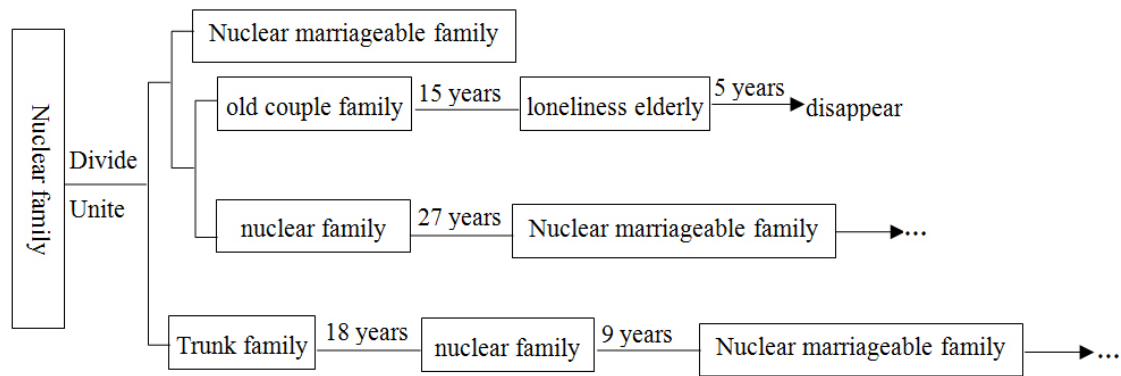 Nuclear family
Divide
Unite
Nuclear marriageable family
old couple family
15 years
loneliness elderly
5 years
disappear
nuclear family
27 years
Nuclear marriageable family
...
Trunk family
18 years
nuclear family
9 years
Nuclear marriageable family
...